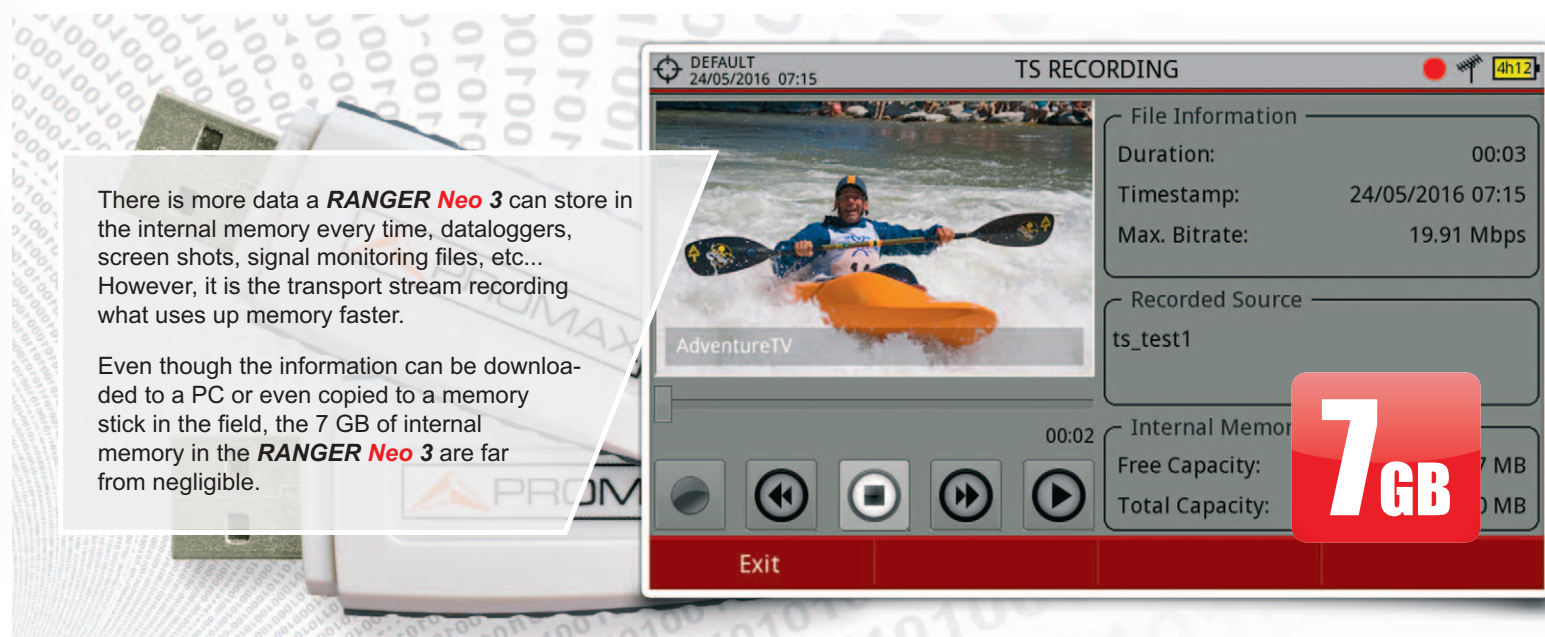 There is more data a RANGER Neo 3 can store in
the internal memory every time, dataloggers,
screen shots, signal monitoring files, etc...
However, it is the transport stream recording
what uses up memory faster.
Even though the information can be downloa-
ded to a PC or even copied to a memory
stick in the field, the 7 GB of internal
memory in the RANGER Neo 3 are far
from negligible.
PROMAX
DEFAULT
24/05/2016 07:15
TS RECORDING
4h12
AdventureTV
00:02
File Information
Duration: 00:03
Timestamp: 24/05/2016 07:15
Max. Bitrate: 19.91 Mbps
Recorded Source
ts_test1
Internal
Free Capacity: MB
Total Capacity: MB
7GB
Exit